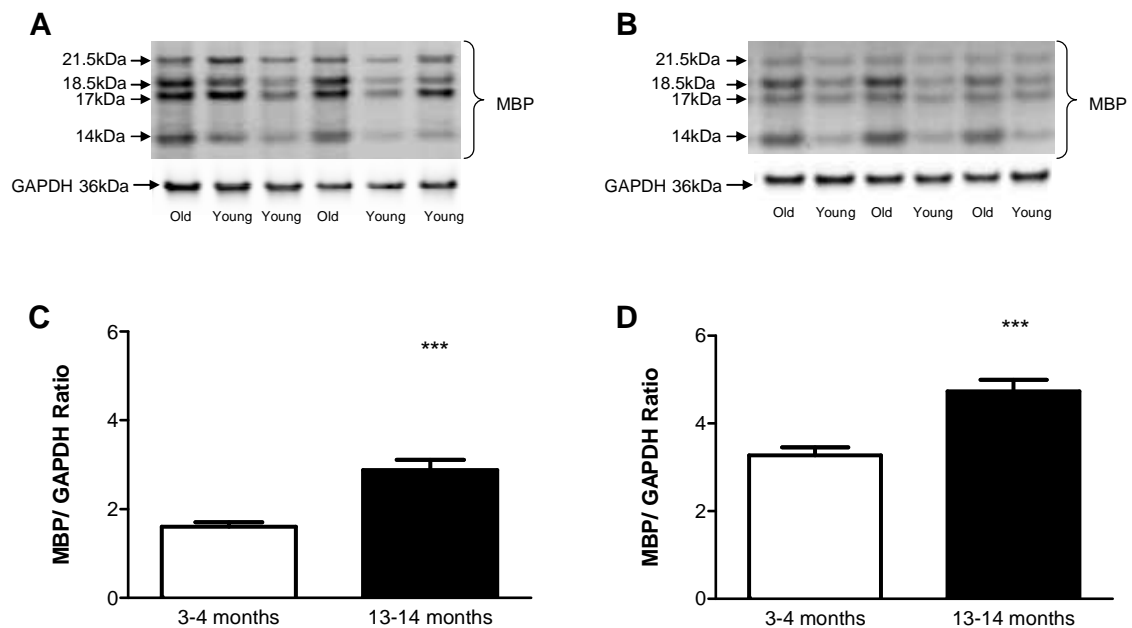 A
21.5kDa
18.5kDa
17kDa
14kDa
MBP
GAPDH 36kDa
Old Young Young Old Young Young
B
21.5kDa
18.5kDa
17kDa
14kDa
MBP
GAPDH 36kDa
Old Young Old Young Old Young
C
MBP/ GAPDH Ratio
6
4
2
0
***
3-4 months 13-14 months
D
MBP/ GAPDH Ratio
6
4
2
0
***
3-4 months 13-14 months